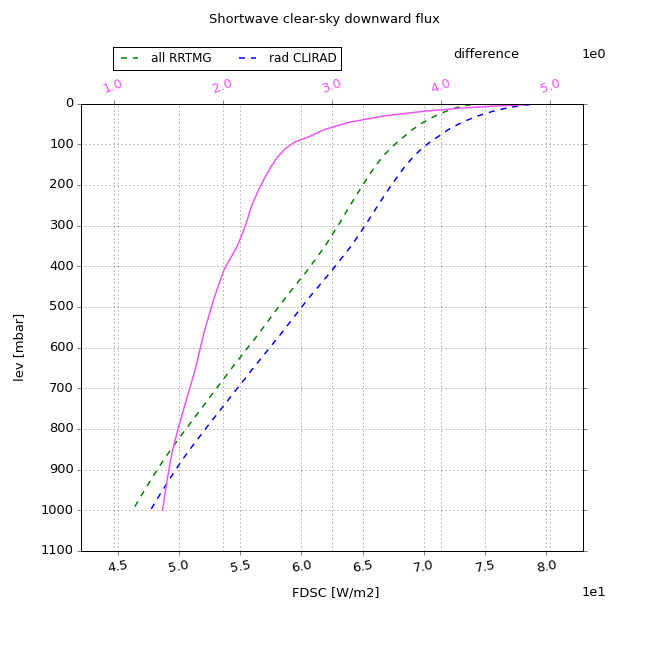 Shortwave clear-sky downward flux
all RRTMG rad CLIRAD difference 1e0
1.0 2.0 3.0 4.0 5.0
0
100
200
300
400
500
600
700
800
900
1000
1100
lev [mbar]
4.5 5.0 5.5 6.0 6.5 7.0 7.5 8.0
FDSC [W/m2] 1e1